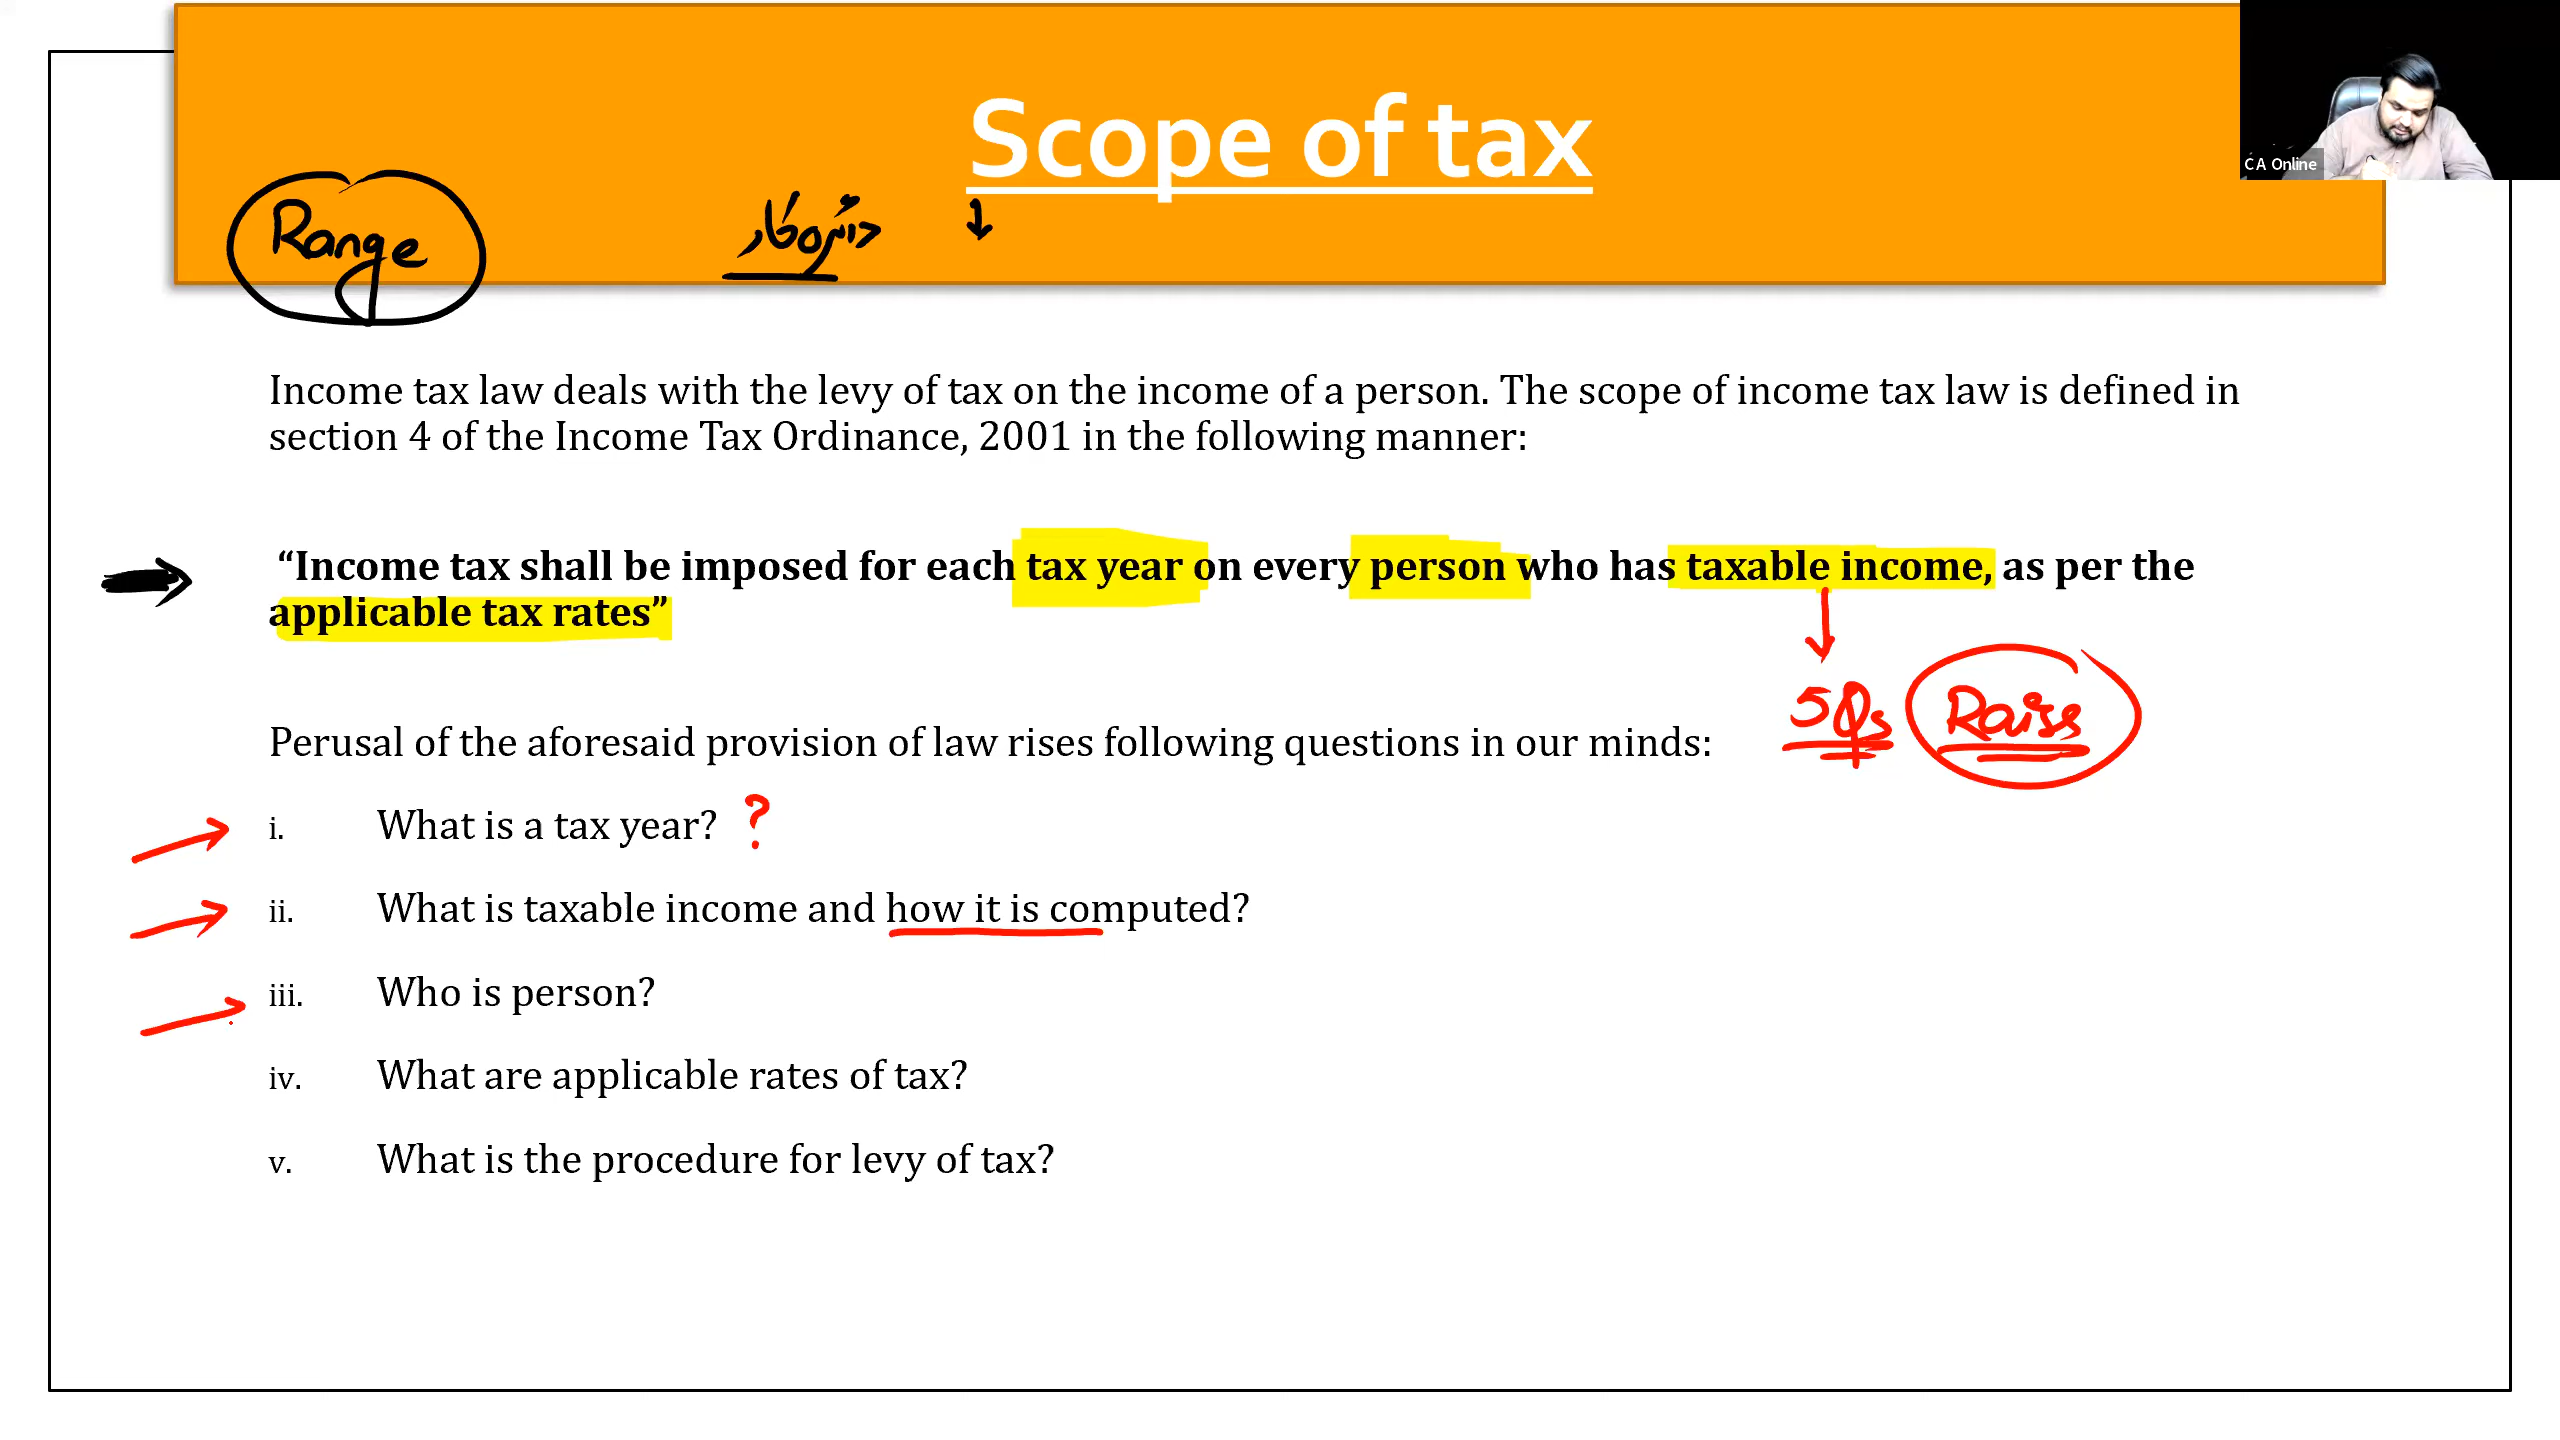 Scope of tax
CA Online
Range
دائرہ کار
Income tax law deals with the levy of tax on the income of a person. The scope of income tax law is defined in
section 4 of the Income Tax Ordinance, 2001 in the following manner:
“Income tax shall be imposed for each tax year on every person who has taxable income, as per the
applicable tax rates”
5Qs
Raise
Perusal of the aforesaid provision of law rises following questions in our minds:
i. What is a tax year? ?
ii. What is taxable income and how it is computed?
iii. Who is person?
iv. What are applicable rates of tax?
v. What is the procedure for levy of tax?